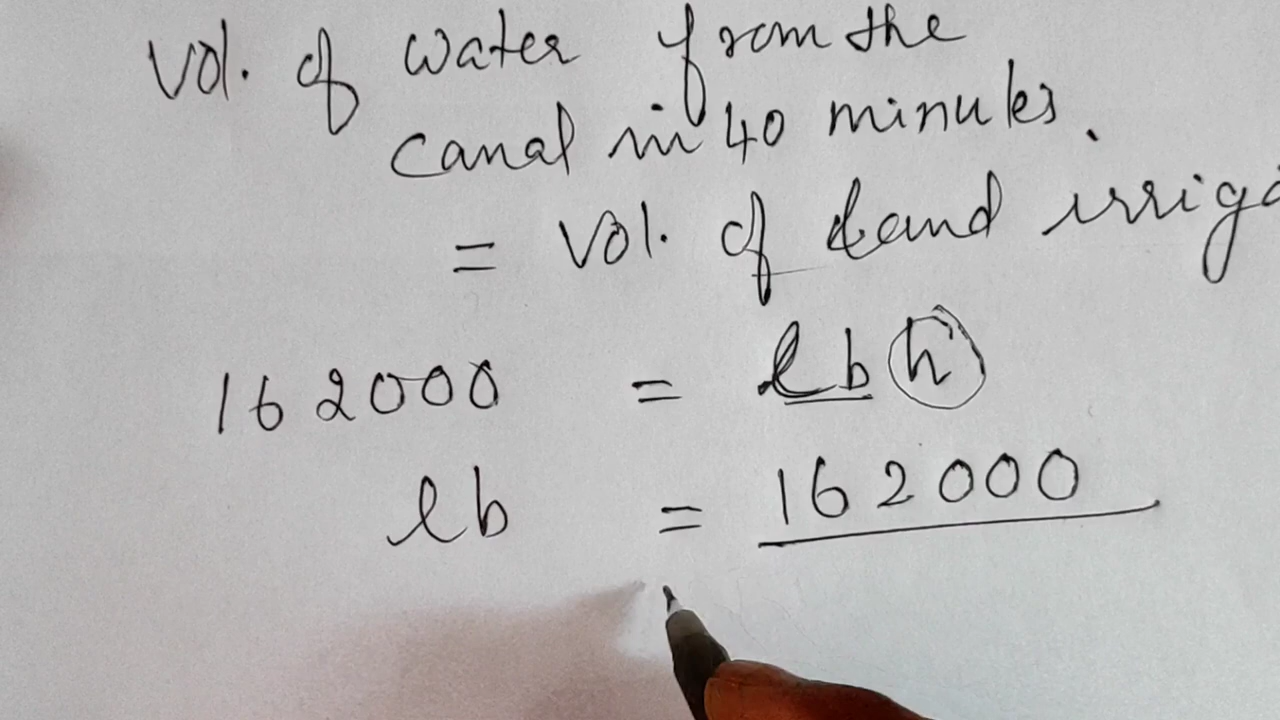 Vol. of water from the
canal in 40 minutes.
= Vol. of land irriga
162000 = lbh
lb = 162000